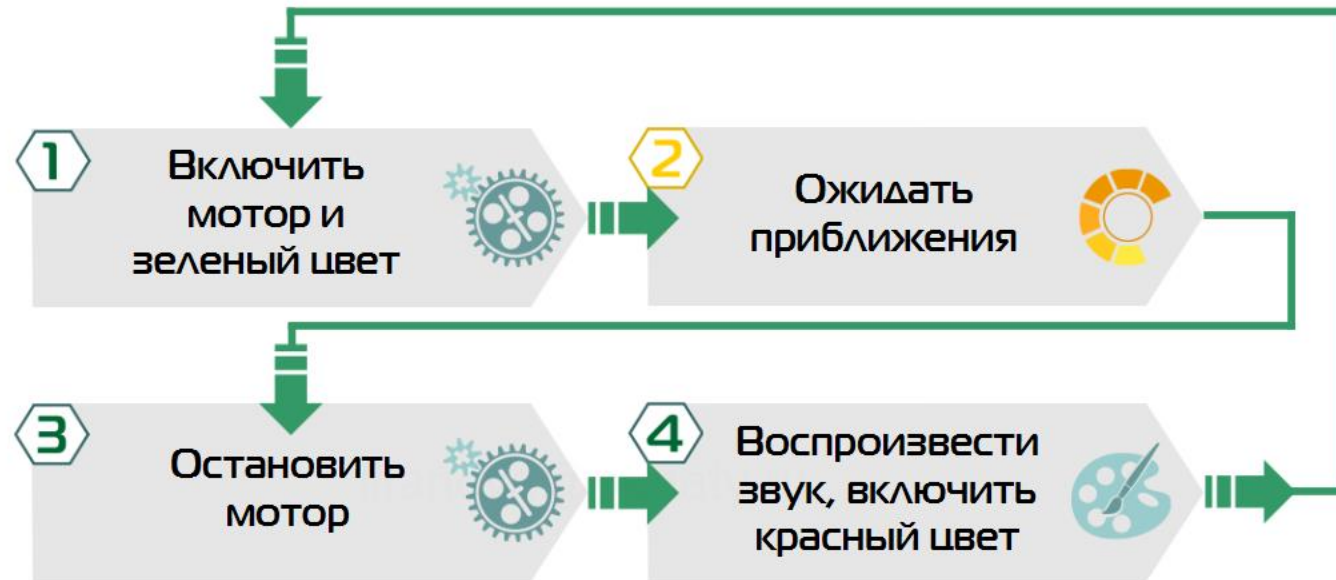 1
Включить
мотор и
зеленый цвет
2
Ожидать
приближения
3
Остановить
мотор
4
Воспроизвести
звук, включить
красный цвет